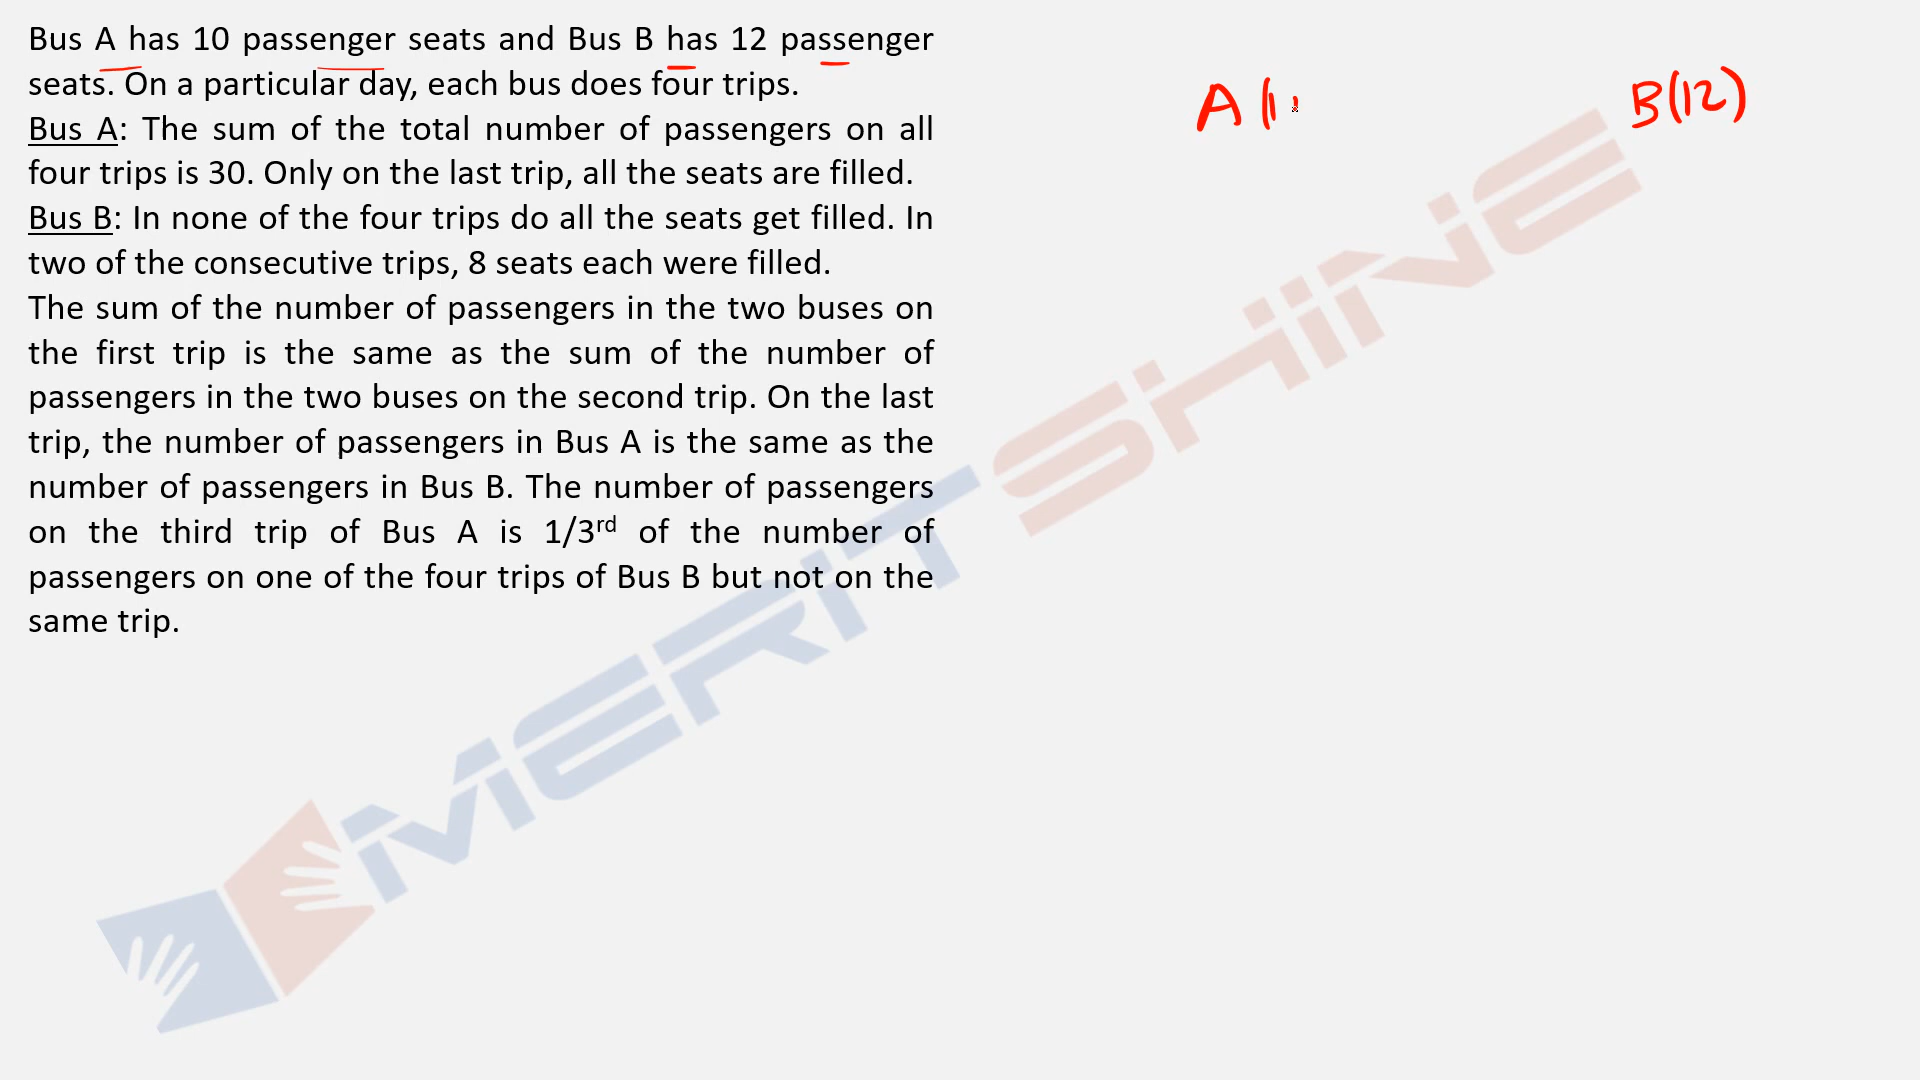 Bus A has 10 passenger seats and Bus B has 12 passenger
seats. On a particular day, each bus does four trips.
Bus A: The sum of the total number of passengers on all
four trips is 30. Only on the last trip, all the seats are filled.
Bus B: In none of the four trips do all the seats get filled. In
two of the consecutive trips, 8 seats each were filled.
The sum of the number of passengers in the two buses on
the first trip is the same as the sum of the number of
passengers in the two buses on the second trip. On the last
trip, the number of passengers in Bus A is the same as the
number of passengers in Bus B. The number of passengers
on the third trip of Bus A is 1/3rd of the number of
passengers on one of the four trips of Bus B but not on the
same trip.
A (1
B(12)
MERIT SHINE